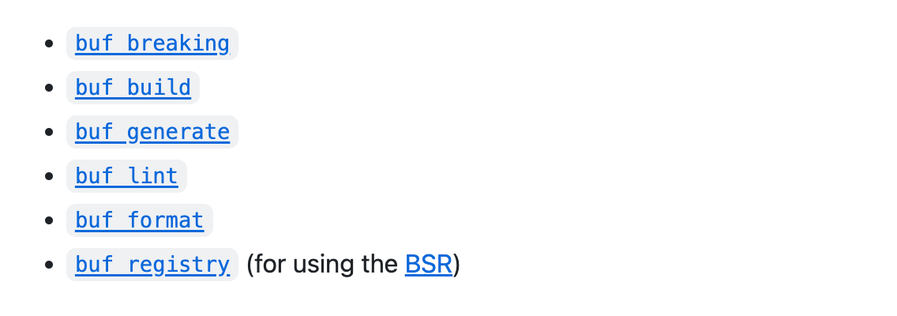 buf breaking
buf build
buf generate
buf lint
buf format
buf registry (for using the BSR)